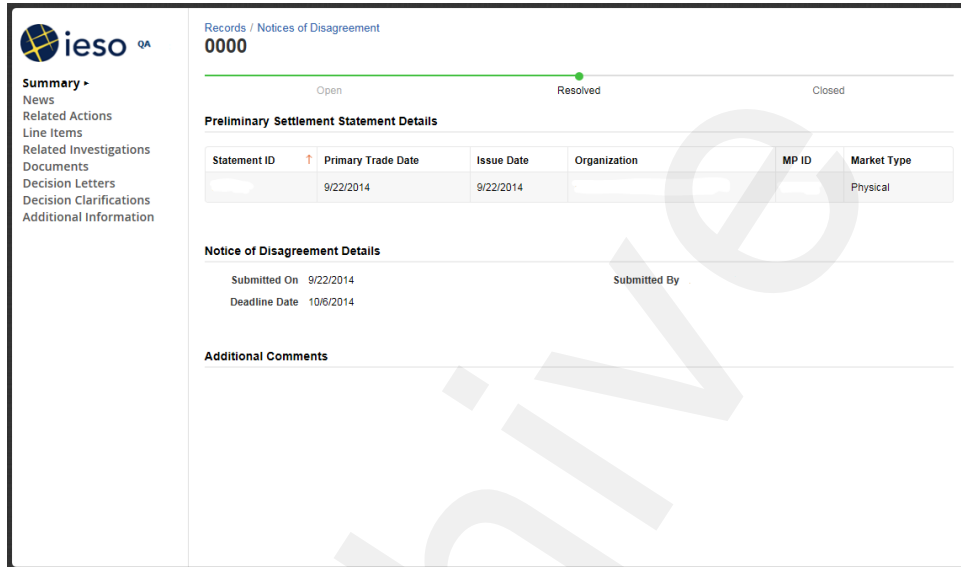 ieso QA
Records / Notices of Disagreement
0000
Summary
News
Related Actions
Line Items
Related Investigations
Documents
Decision Letters
Decision Clarifications
Additional Information
Open Resolved Closed
Preliminary Settlement Statement Details
Statement ID ↑ Primary Trade Date Issue Date Organization MP ID Market Type
9/22/2014 9/22/2014 Physical
Notice of Disagreement Details
Submitted On 9/22/2014 Submitted By
Deadline Date 10/6/2014
Additional Comments
hive